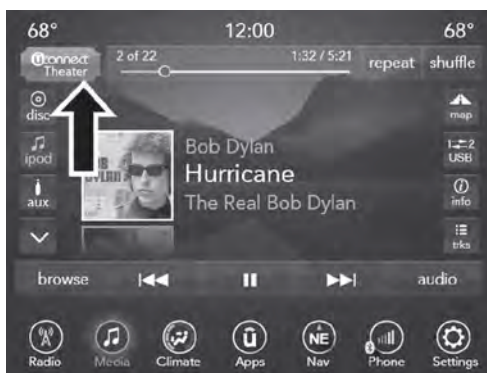 68° 12:00 68°
uconnect Theater
2 of 22 1:32 / 5:21 repeat shuffle
disc
map
ipod
Bob Dylan
1⇄2 USB
Hurricane
aux
The Real Bob Dylan
info
trks
browse audio
Radio Media Climate Apps NE Nav Phone Settings